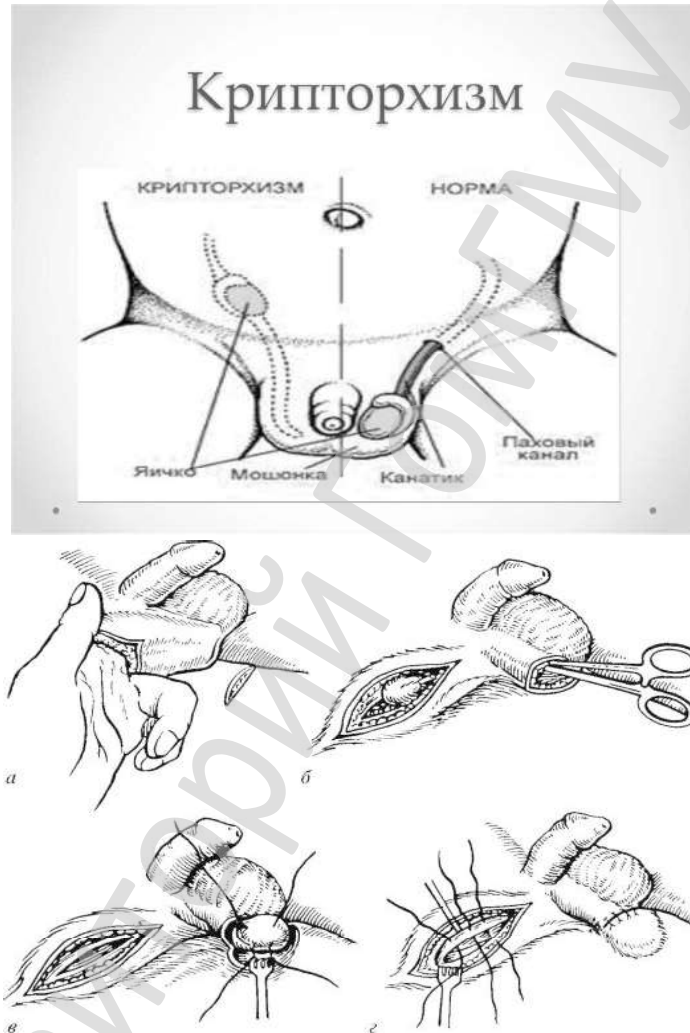 Крипторхизм
КРИПТОРХИЗМ НОРМА
Яичко Мошонка Канатик Паховый канал
а б
в г